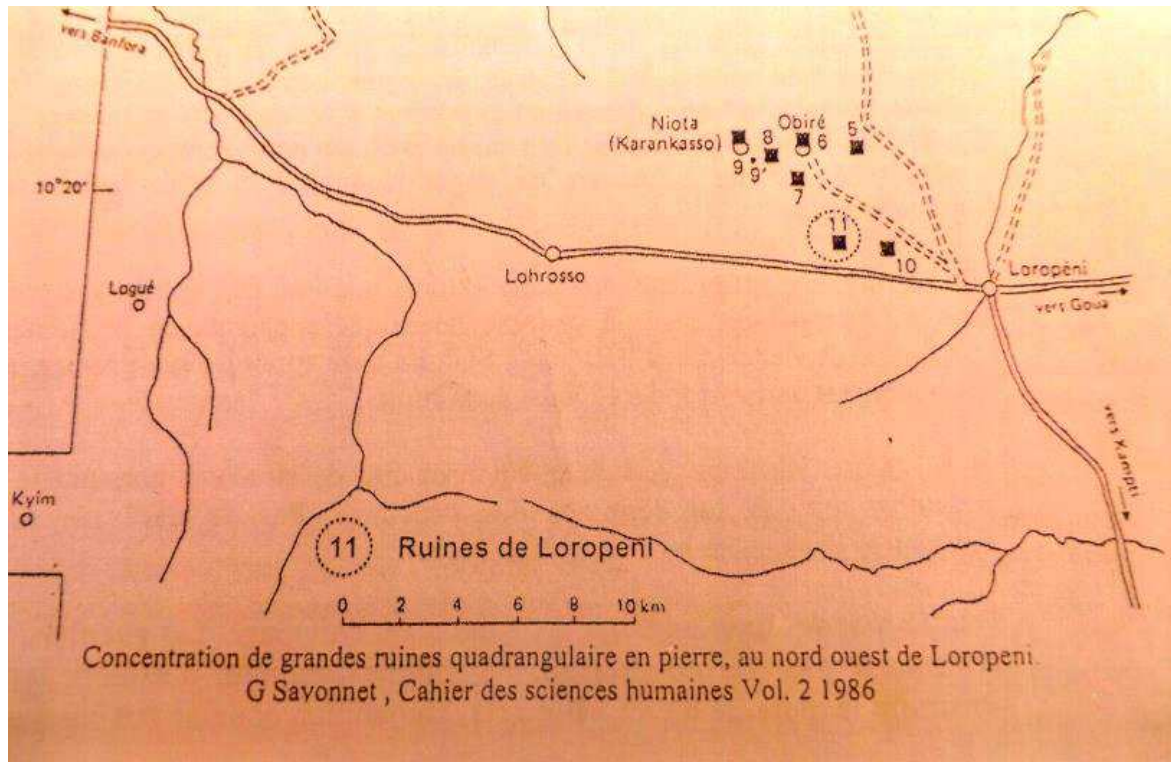 vers Banfora
Niota
(Karankasso)
Obiré
5
8
6
9
9'
7
10°20'
11
10
Lohrosso
Loropéni
vers Goua
Logué
vers Kampti
Kyim
11 Ruines de Loropeni
0 2 4 6 8 10 km
Concentration de grandes ruines quadrangulaire en pierre, au nord ouest de Loropeni.
G Savonnet , Cahier des sciences humaines Vol. 2 1986